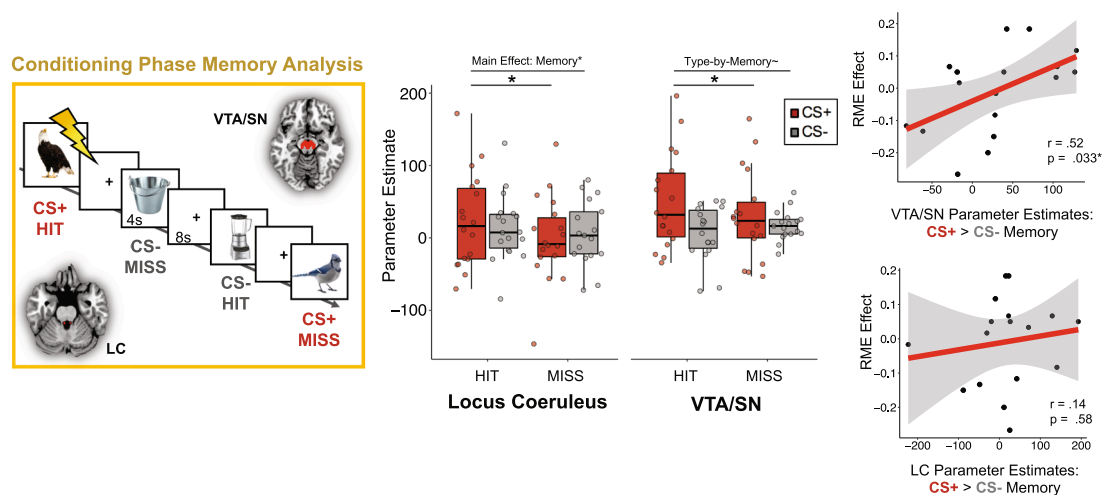 Conditioning Phase Memory Analysis
VTA/SN
+
CS+
HIT
4s
+
CS-
MISS
8s
+
CS-
HIT
CS+
MISS
LC
Main Effect: Memory*
Type-by-Memory~
*
*
CS+
CS-
200
100
0
−100
Parameter Estimate
HIT
MISS
HIT
MISS
Locus Coeruleus
VTA/SN
0.2
0.1
0.0
−0.1
−0.2
RME Effect
r = .52
p = .033*
−50
0
50
100
VTA/SN Parameter Estimates:
CS+ > CS- Memory
0.2
0.1
0.0
−0.1
−0.2
RME Effect
r = .14
p = .58
−200
−100
0
100
200
LC Parameter Estimates:
CS+ > CS- Memory